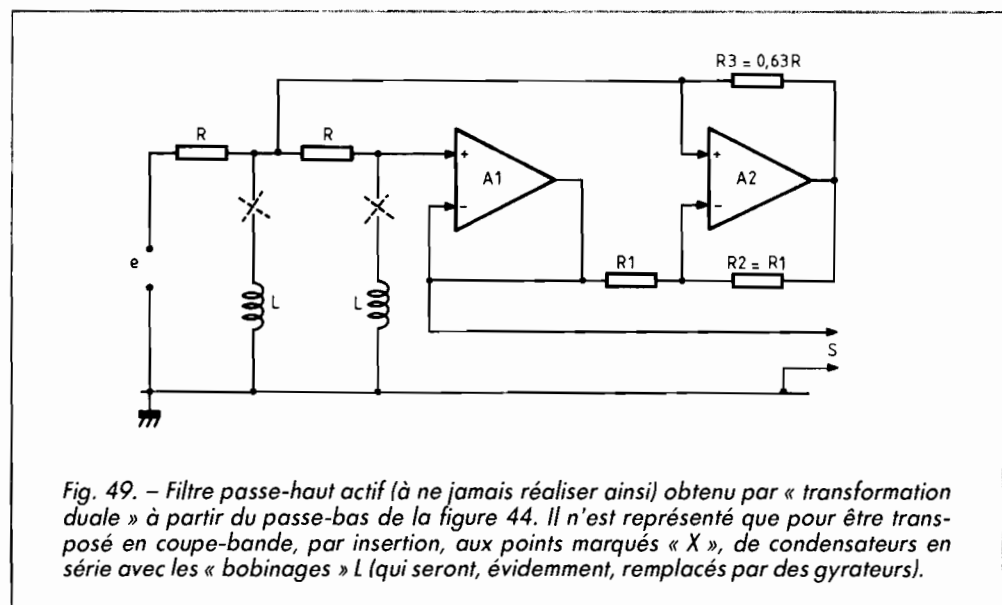 R3 = 0,63R
R
R
+
A1
-
+
A2
-
e
L
L
R1
R2 = R1
S
Fig. 49. – Filtre passe-haut actif (à ne jamais réaliser ainsi) obtenu par « transformation
duale » à partir du passe-bas de la figure 44. Il n'est représenté que pour être trans-
posé en coupe-bande, par insertion, aux points marqués « X », de condensateurs en
série avec les « bobinages » L (qui seront, évidemment, remplacés par des gyrateurs).